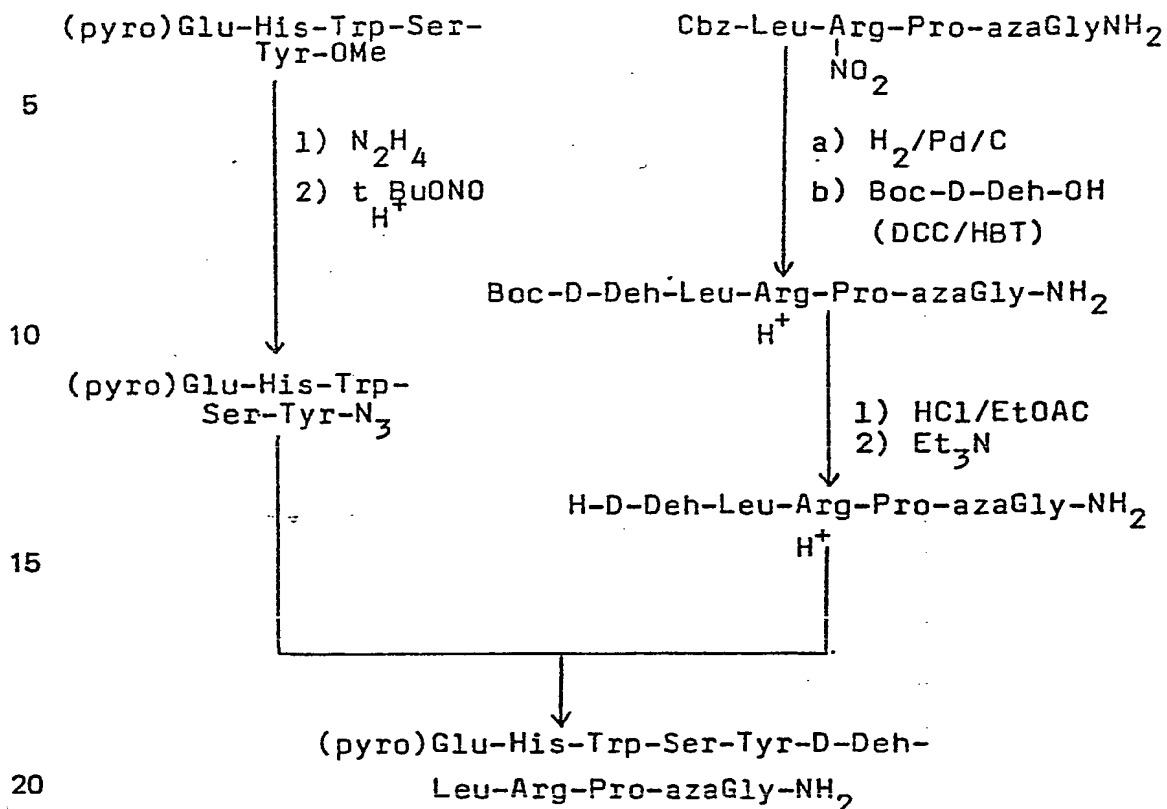 (pyro)Glu-His-Trp-Ser-
Tyr-OMe
Cbz-Leu-Arg-Pro-azaGlyNH2
NO2
5
1) N2H4
2) t BuONO
H+
a) H2/Pd/C
b) Boc-D-Deh-OH
(DCC/HBT)
Boc-D-Deh-Leu-Arg-Pro-azaGly-NH2
H+
10
(pyro)Glu-His-Trp-
Ser-Tyr-N3
1) HCl/EtOAC
2) Et3N
H-D-Deh-Leu-Arg-Pro-azaGly-NH2
H+
15
(pyro)Glu-His-Trp-Ser-Tyr-D-Deh-
Leu-Arg-Pro-azaGly-NH2
20